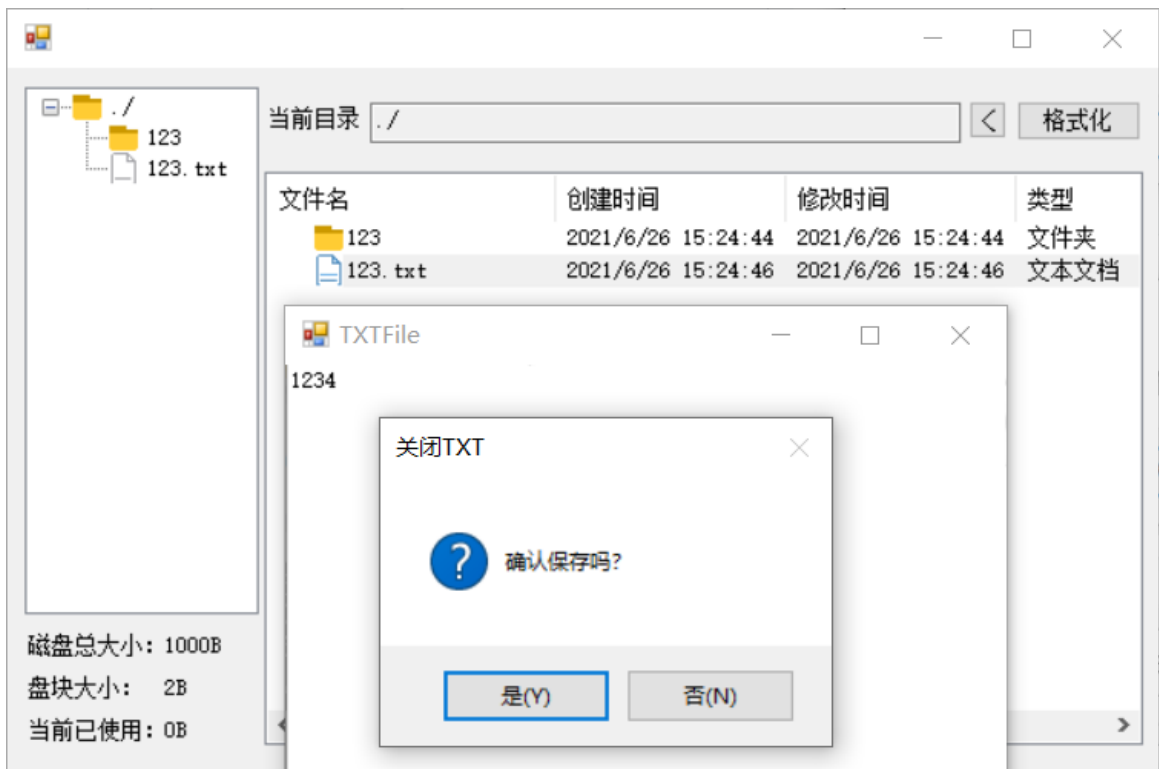 ./
123
123.txt
当前目录 ./ < 格式化
文件名 创建时间 修改时间 类型
123 2021/6/26 15:24:44 2021/6/26 15:24:44 文件夹
123.txt 2021/6/26 15:24:46 2021/6/26 15:24:46 文本文档
TXTFile
1234
关闭TXT
确认保存吗?
是(Y) 否(N)
磁盘总大小: 1000B
盘块大小: 2B
当前已使用: 0B